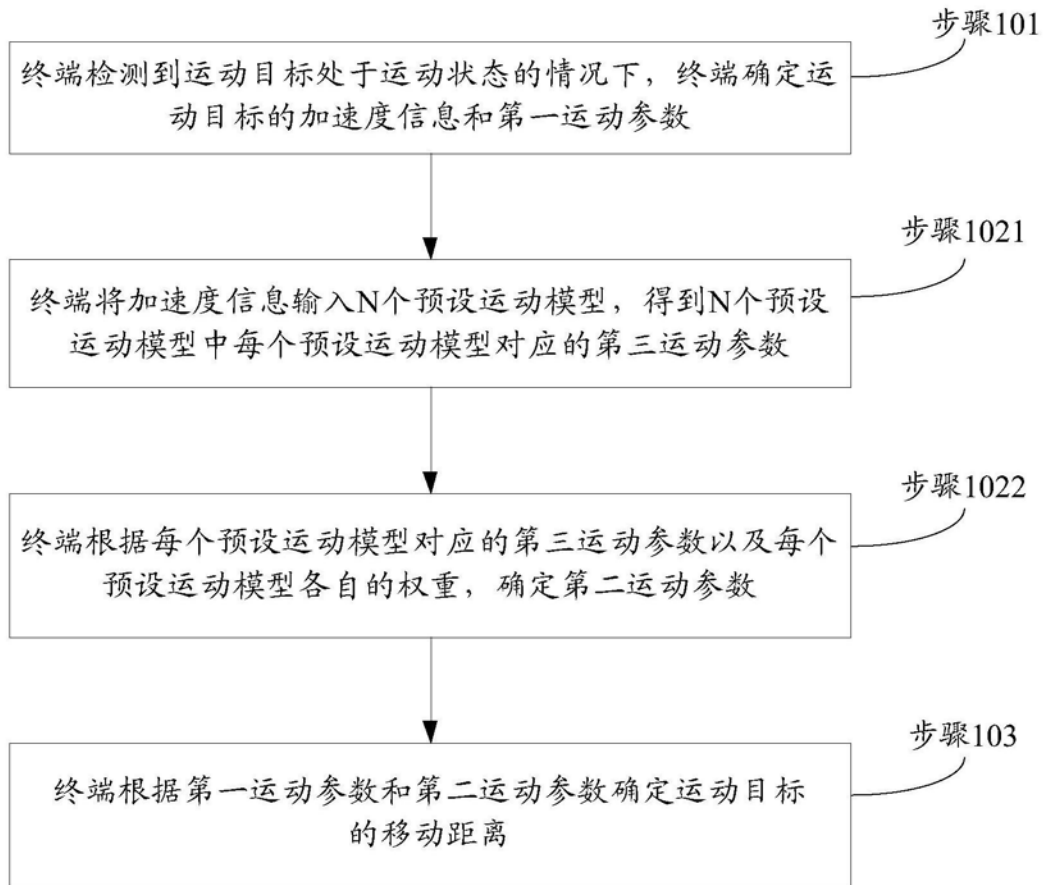 步骤101
终端检测到运动目标处于运动状态的情况下，终端确定运
动目标的加速度信息和第一运动参数
步骤1021
终端将加速度信息输入N个预设运动模型，得到N个预设
运动模型中每个预设运动模型对应的第三运动参数
步骤1022
终端根据每个预设运动模型对应的第三运动参数以及每个
预设运动模型各自的权重，确定第二运动参数
步骤103
终端根据第一运动参数和第二运动参数确定运动目标
的移动距离